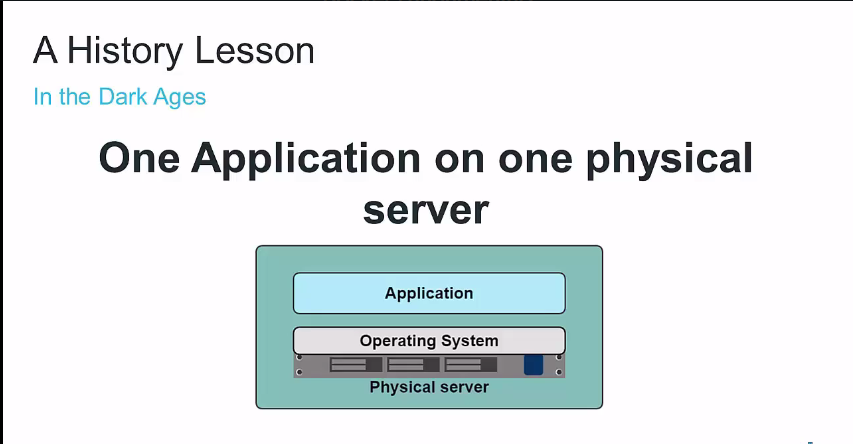 A History Lesson
In the Dark Ages
One Application on one physical
server
Application
Operating System
Physical server